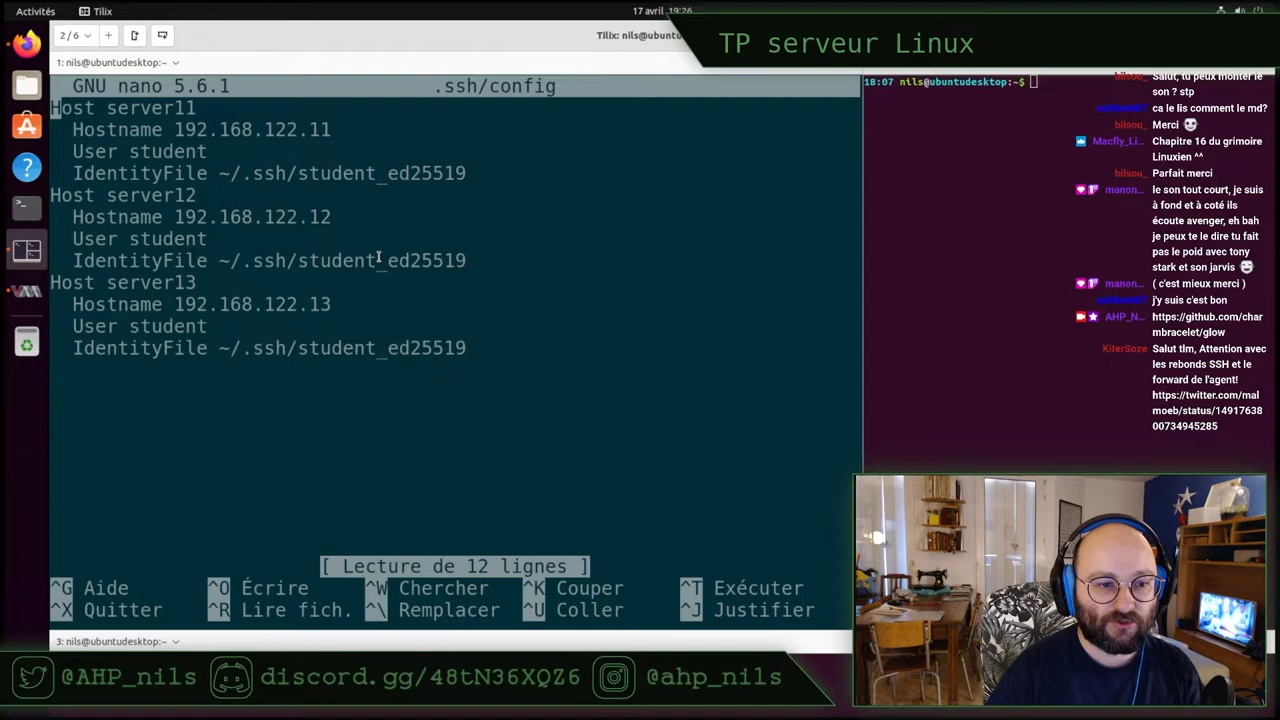 Activités
Tilix
17 avril 19:26
2/6
Tilix: nils@ubuntu
TP serveur Linux
1: nils@ubuntudesktop:~
GNU nano 5.6.1 .ssh/config
Host server11
Hostname 192.168.122.11
User student
IdentityFile ~/.ssh/student_ed25519
Host server12
Hostname 192.168.122.12
User student
IdentityFile ~/.ssh/student_ed25519
Host server13
Hostname 192.168.122.13
User student
IdentityFile ~/.ssh/student_ed25519
[ Lecture de 12 lignes ]
^G Aide ^O Écrire ^W Chercher ^K Couper ^T Exécuter
^X Quitter ^R Lire fich. ^\ Remplacer ^U Coller ^J Justifier
3: nils@ubuntudesktop:~
18:07 nils@ubuntudesktop:~$
bilsou_ Salut, tu peux monter le
son ? stp
ca le lis comment le md?
bilsou_ Merci
Macfly_Li... Chapitre 16 du grimoire
Linuxien ^^
bilsou_ Parfait merci
manon... le son tout court, je suis
à fond et à coté ils
écoute avenger, eh bah
je peux te le dire tu fait
pas le poid avec tony
stark et son jarvis
manon... ( c'est mieux merci )
j'y suis c'est bon
AHP_N... https://github.com/char
mbracelet/glow
KiterSoze Salut tlm, Attention avec
les rebonds SSH et le
forward de l'agent!
https://twitter.com/mal
moeb/status/14917638
00734945285
@AHP_nils
discord.gg/48tN36XQZ6
@ahp_nils